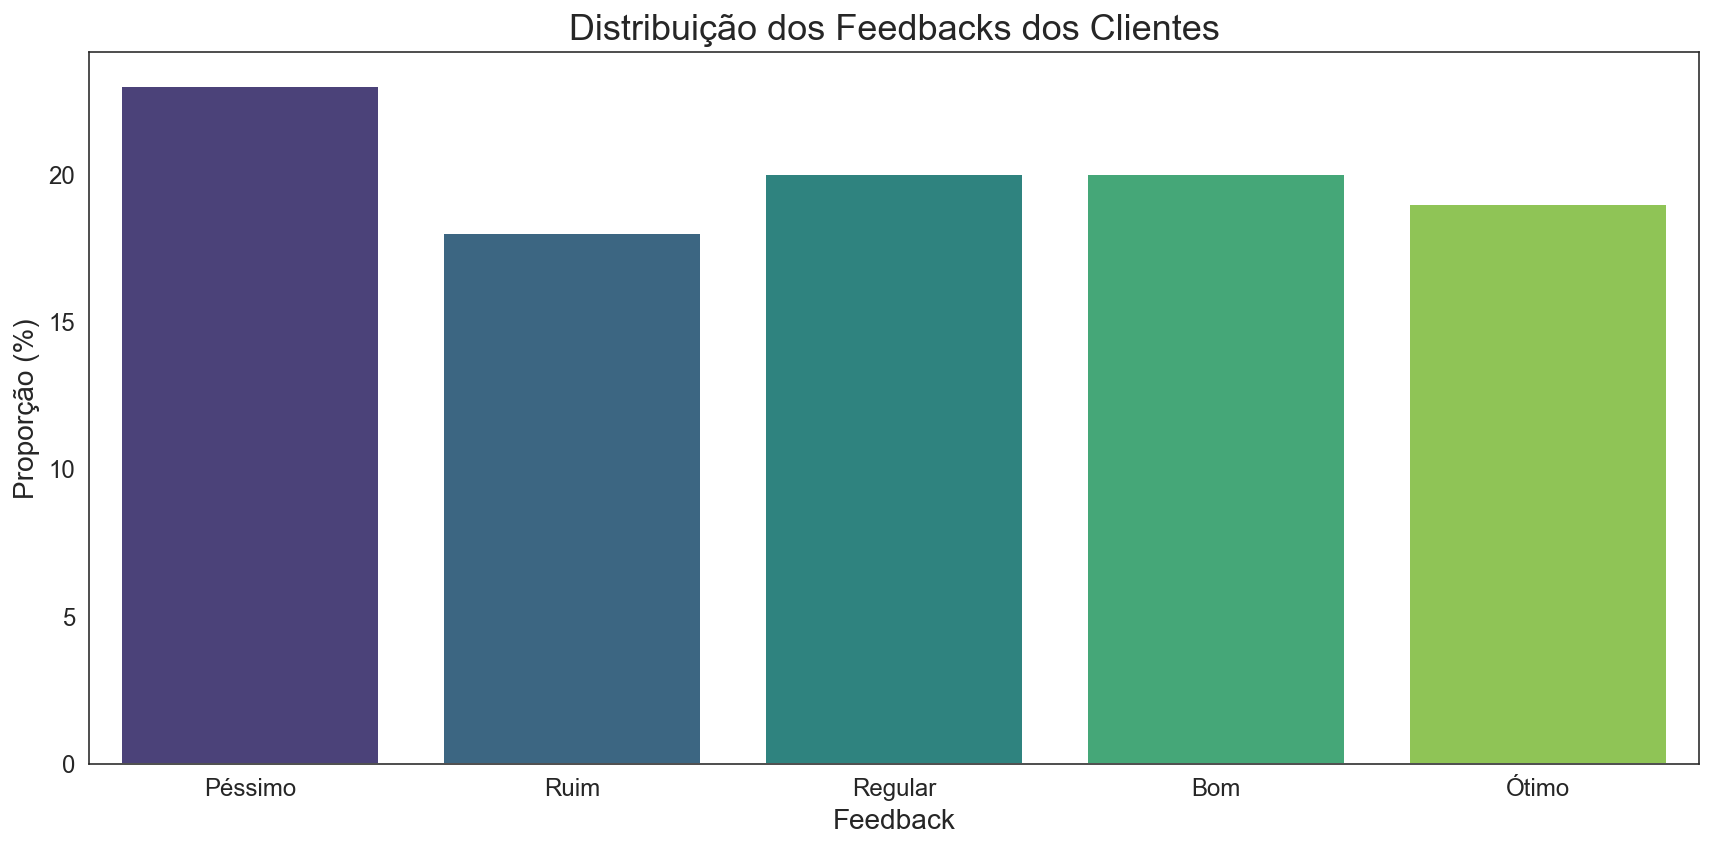 Distribuição dos Feedbacks dos Clientes
Proporção (%)
20
15
10
5
0
Péssimo Ruim Regular Bom Ótimo
Feedback